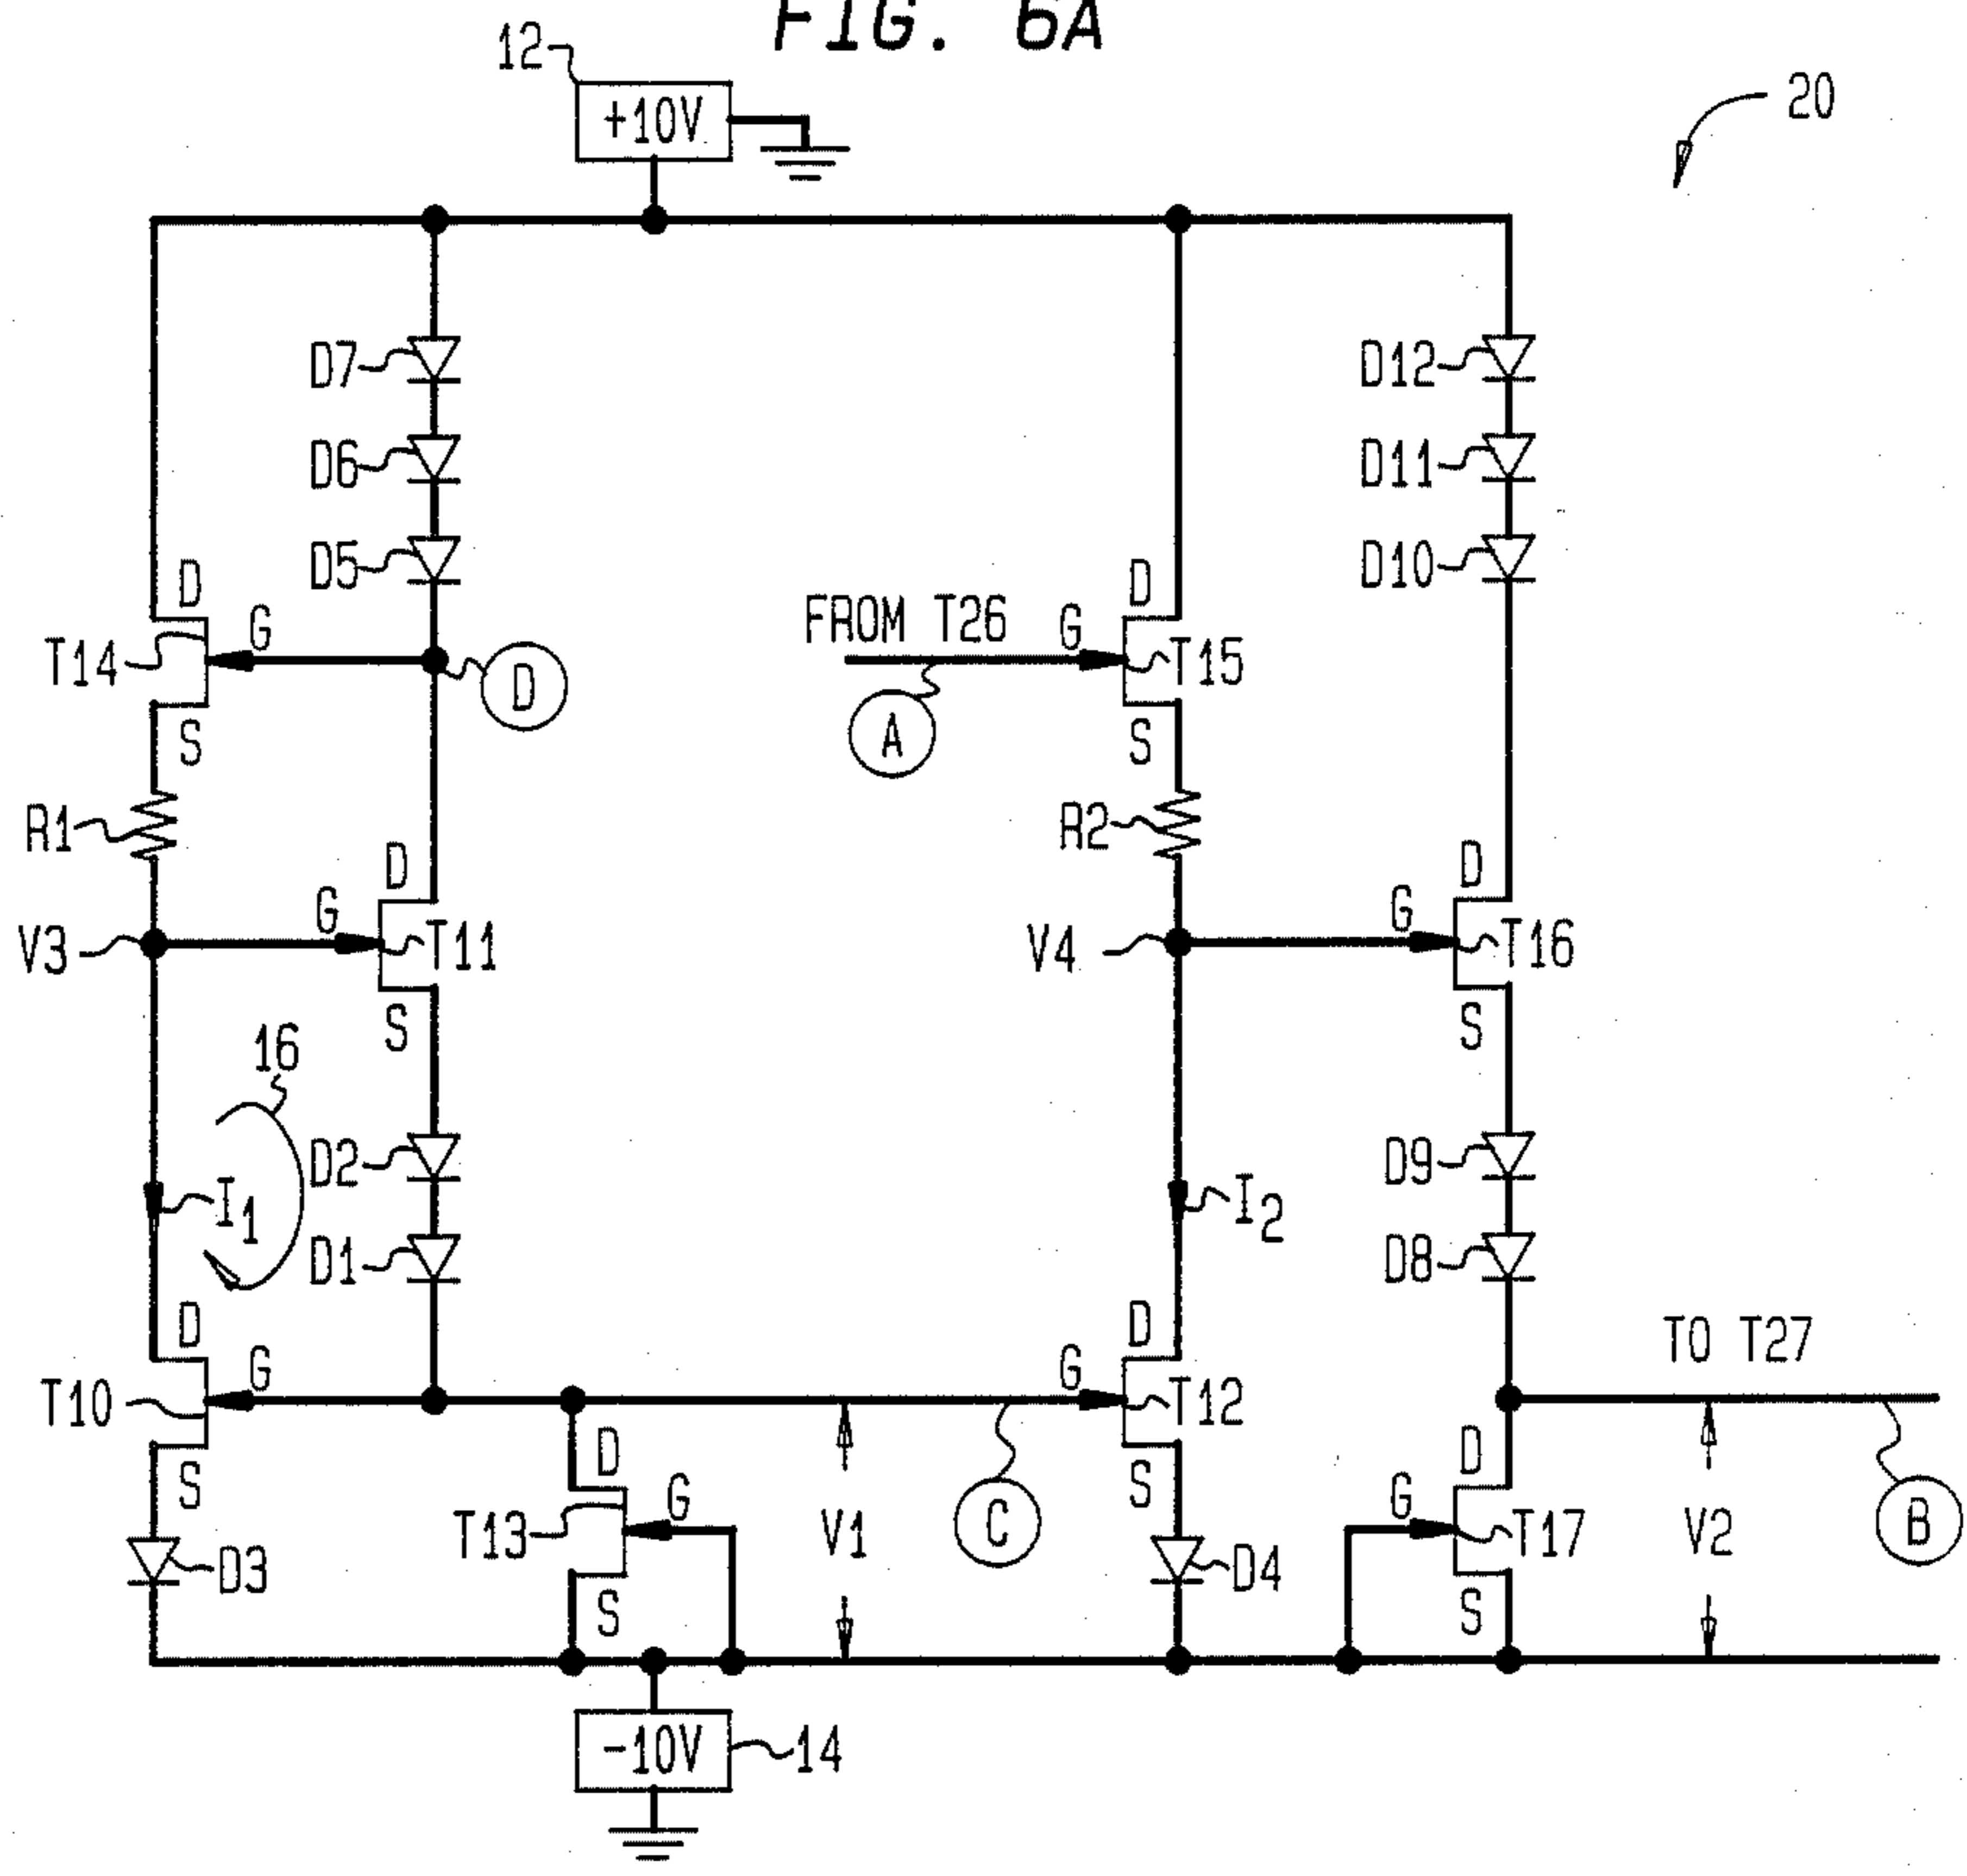 FIG. 6A
12
+10V
20
D7
D12
D6
D11
D5
D10
D
G
T14
S
D
FROM T26
A
D
G
T15
S
R1
R2
V3
G
D
T11
S
V4
G
D
T16
S
16
I1
D2
D1
I2
D9
D8
TO T27
D
G
T10
S
D
G
T12
S
D
G
T13
S
V1
C
D
G
T17
S
V2
B
D3
D4
-10V
14